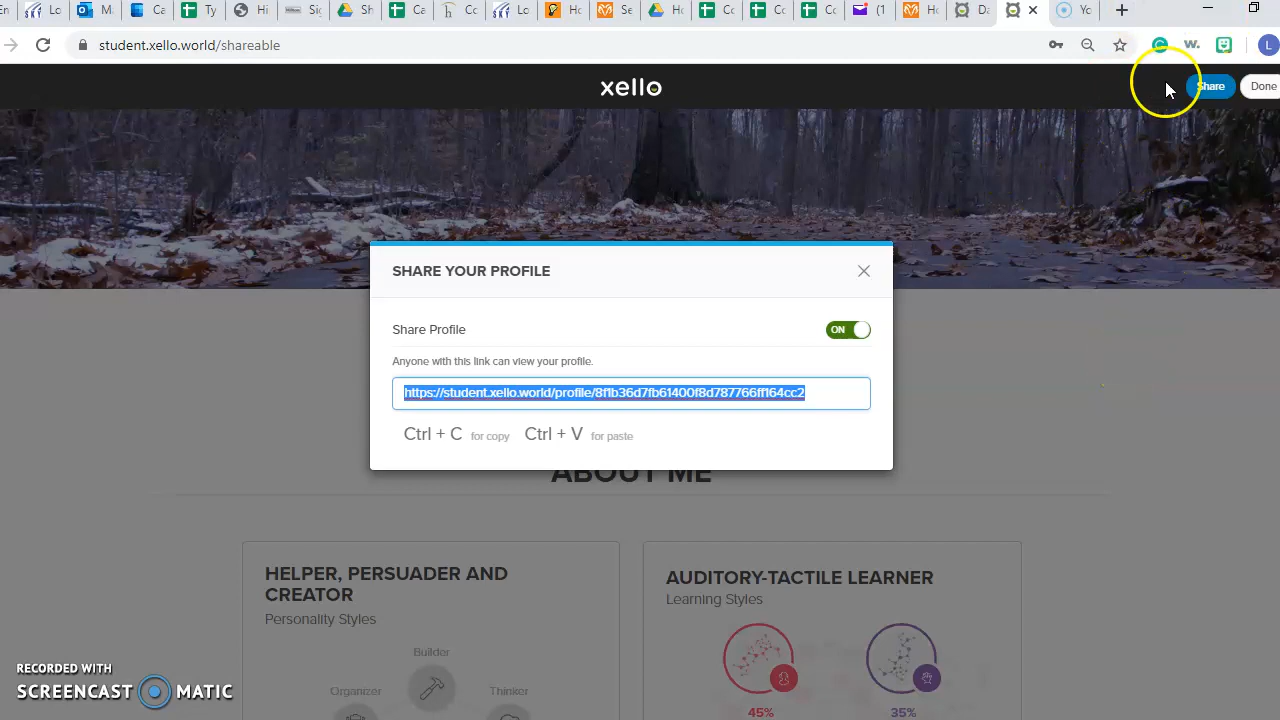 student.xello.world/shareable
xello
Share
Done
SHARE YOUR PROFILE
Share Profile
ON
Anyone with this link can view your profile.
https://student.xello.world/profile/8f1b36d7fb61400f8d787766ff164cc2
Ctrl + C for copy Ctrl + V for paste
ABOUT ME
HELPER, PERSUADER AND
CREATOR
Personality Styles
Builder
Organizer
Thinker
AUDITORY-TACTILE LEARNER
Learning Styles
45%
35%
RECORDED WITH
SCREENCAST MATIC